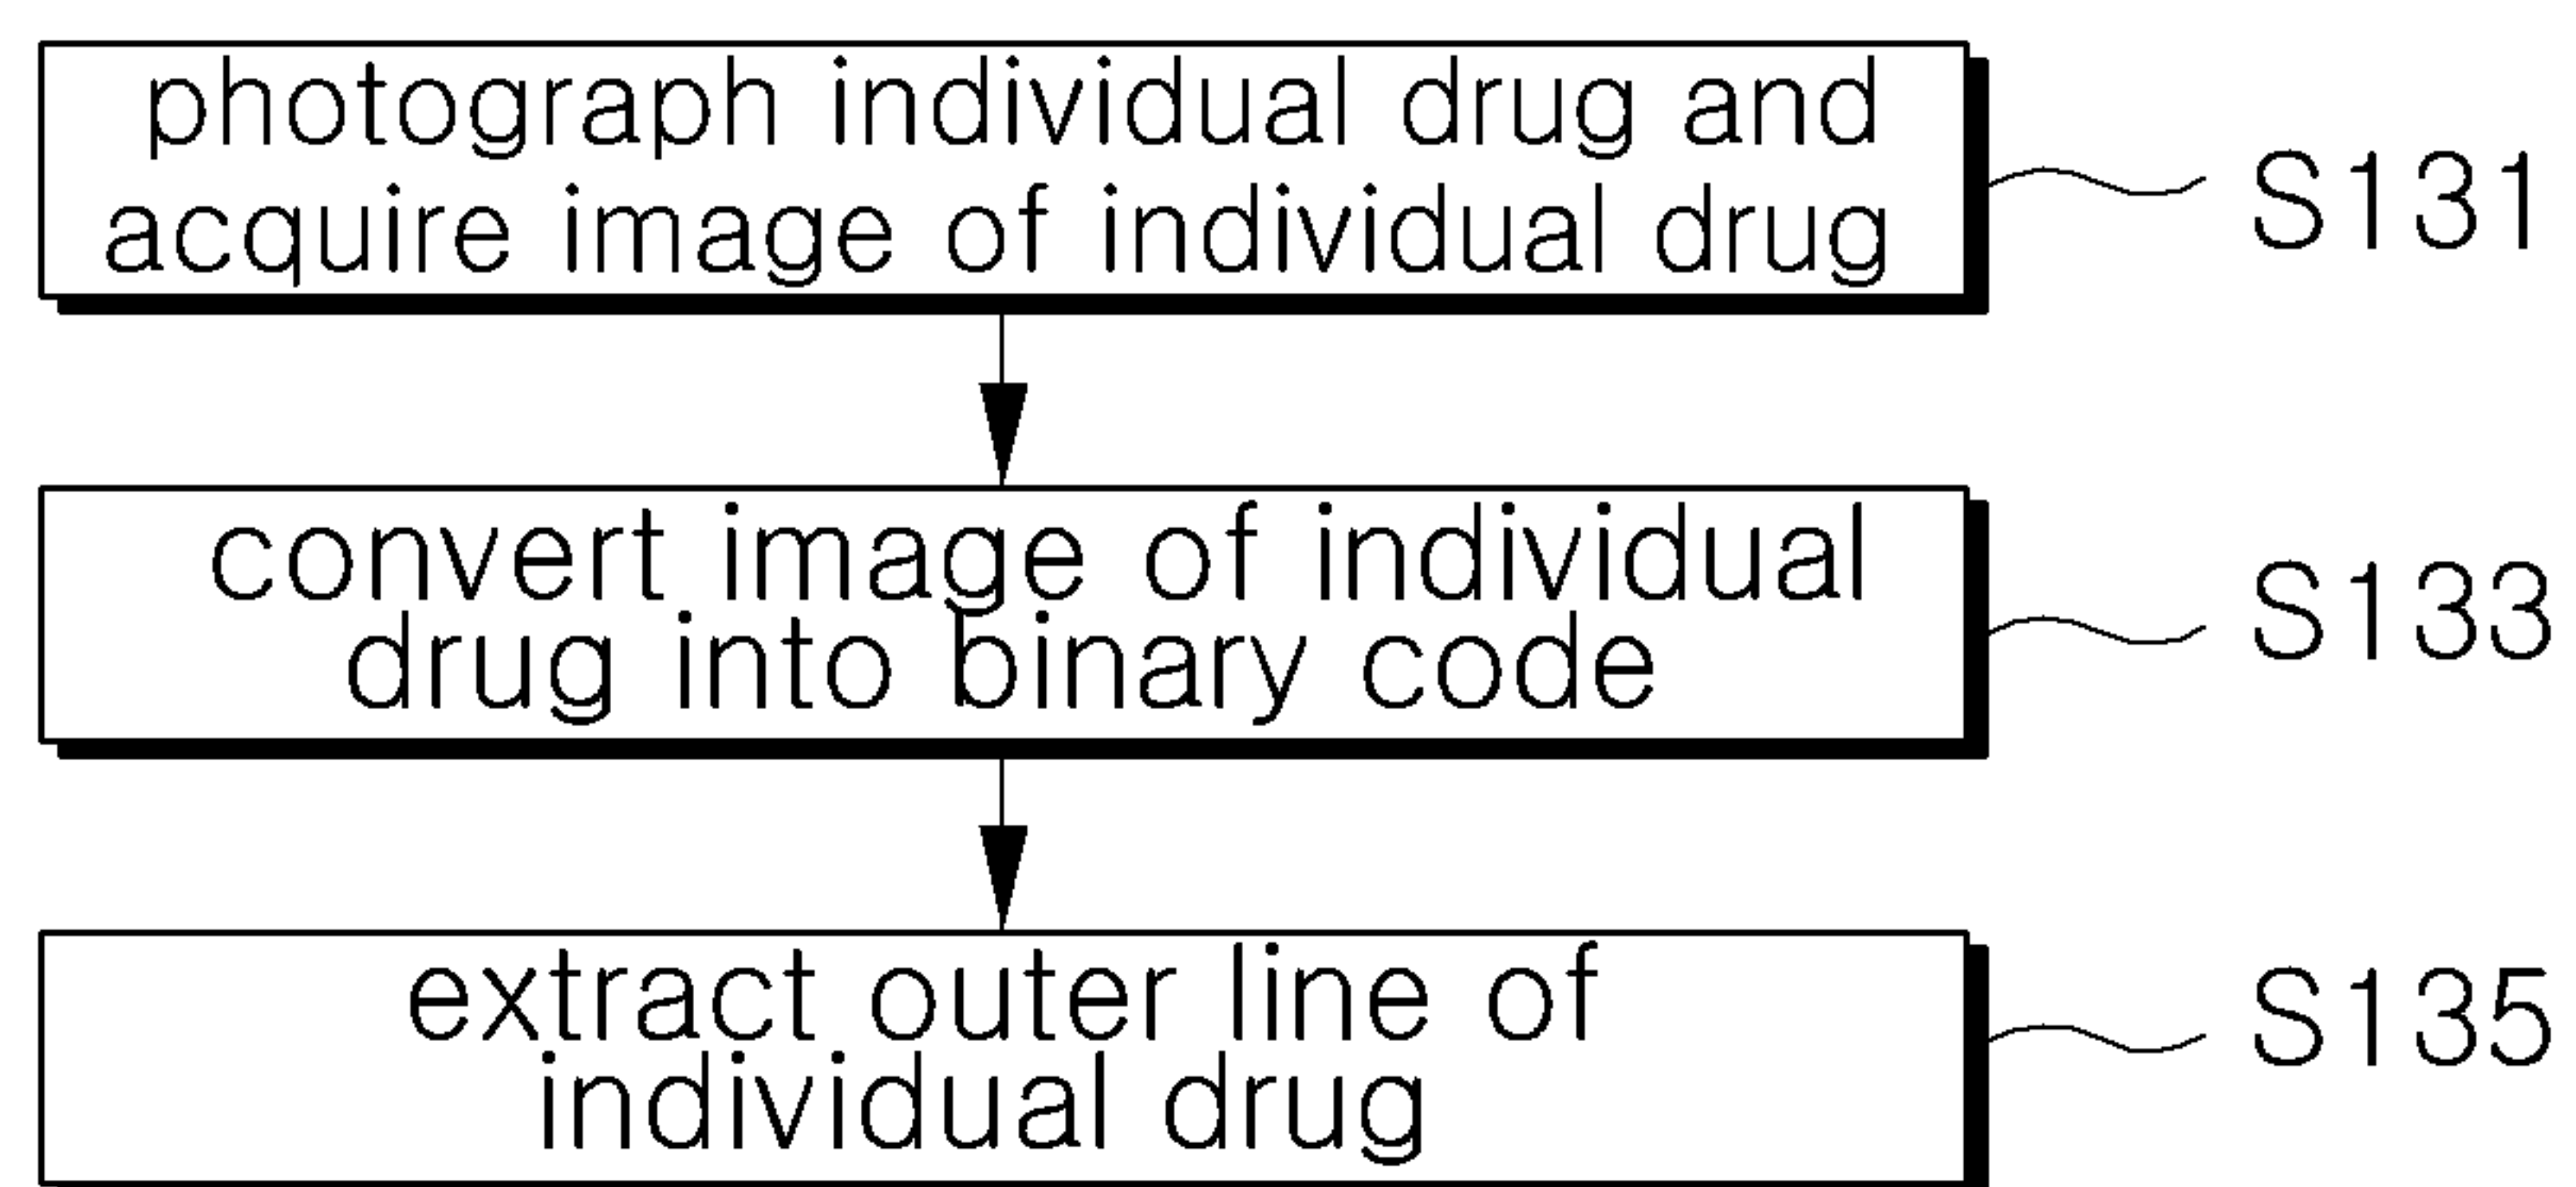 photograph individual drug and
acquire image of individual drug
S131
convert image of individual
drug into binary code
S133
extract outer line of
individual drug
S135